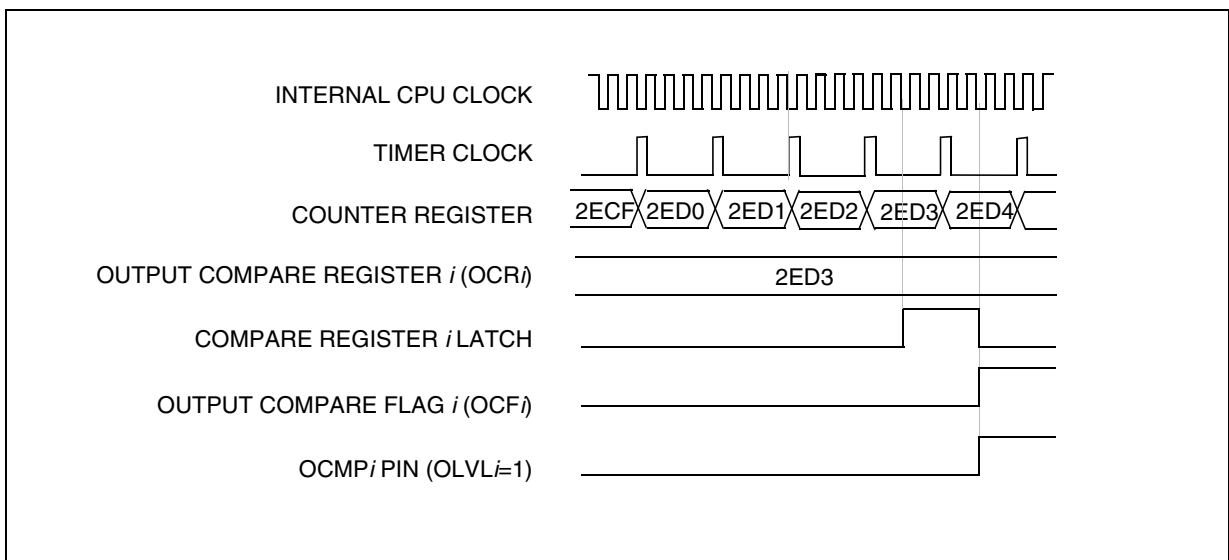 INTERNAL CPU CLOCK
TIMER CLOCK
COUNTER REGISTER 2ECF 2ED0 2ED1 2ED2 2ED3 2ED4
OUTPUT COMPARE REGISTER i (OCRi) 2ED3
COMPARE REGISTER i LATCH
OUTPUT COMPARE FLAG i (OCFi)
OCMPi PIN (OLVLi=1)